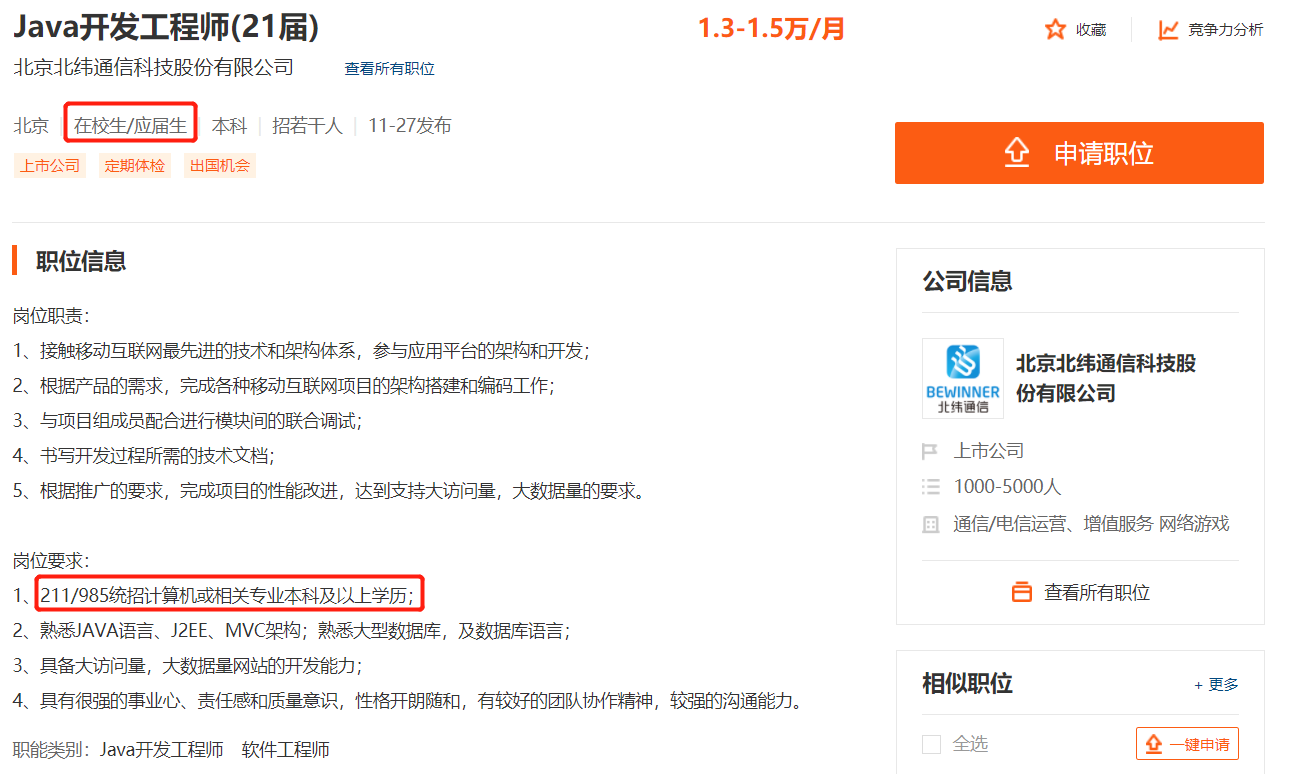 Java开发工程师(21届)
1.3-1.5万/月
收藏
竞争力分析
北京北纬通信科技股份有限公司
查看所有职位
北京 | 在校生/应届生 | 本科 | 招若干人 | 11-27发布
上市公司 定期体检 出国机会
申请职位
职位信息
岗位职责：
1、接触移动互联网最先进的技术和架构体系，参与应用平台的架构和开发；
2、根据产品的需求，完成各种移动互联网项目的架构搭建和编码工作；
3、与项目组成员配合进行模块间的联合调试；
4、书写开发过程所需的技术文档；
5、根据推广的要求，完成项目的性能改进，达到支持大访问量，大数据量的要求。
岗位要求：
1、211/985统招计算机或相关专业本科及以上学历；
2、熟悉JAVA语言、J2EE、MVC架构；熟悉大型数据库，及数据库语言；
3、具备大访问量，大数据量网站的开发能力；
4、具有很强的事业心、责任感和质量意识，性格开朗随和，有较好的团队协作精神，较强的沟通能力。
职能类别：Java开发工程师 软件工程师
公司信息
BEWINNER
北纬通信
北京北纬通信科技股
份有限公司
上市公司
1000-5000人
通信/电信运营、增值服务 网络游戏
查看所有职位
相似职位
+ 更多
全选
一键申请